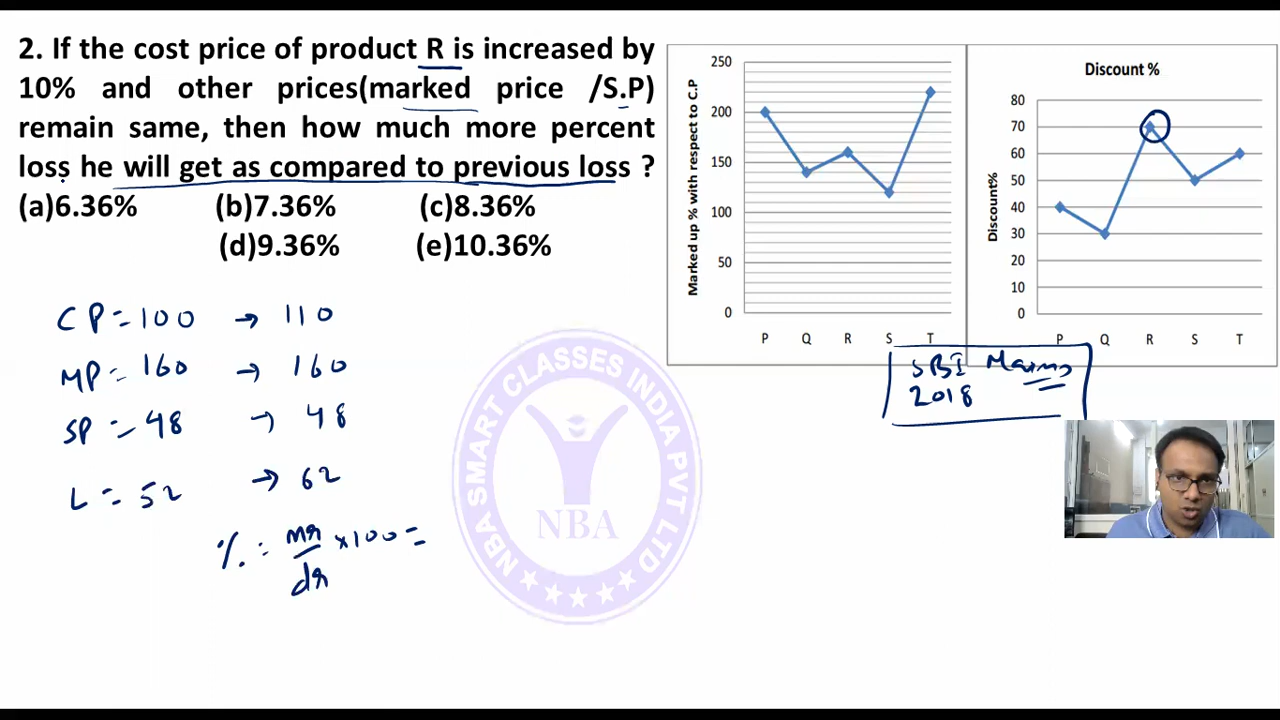 2. If the cost price of product R is increased by
10% and other prices(marked price /S.P)
remain same, then how much more percent
loss he will get as compared to previous loss ?
(a)6.36% (b)7.36% (c)8.36%
(d)9.36% (e)10.36%
CP = 100 → 110
MP = 160 → 160
SP = 48 → 48
L = 52 → 62
% = mr/dr ×100 =
Marked up % with respect to C.P
250
200
150
100
50
0
P Q R S T
Discount %
Discount%
80
70
60
50
40
30
20
10
0
P Q R S T
SBI Mains
2018
NBA SMART CLASSES INDIA PVT LTD
NBA